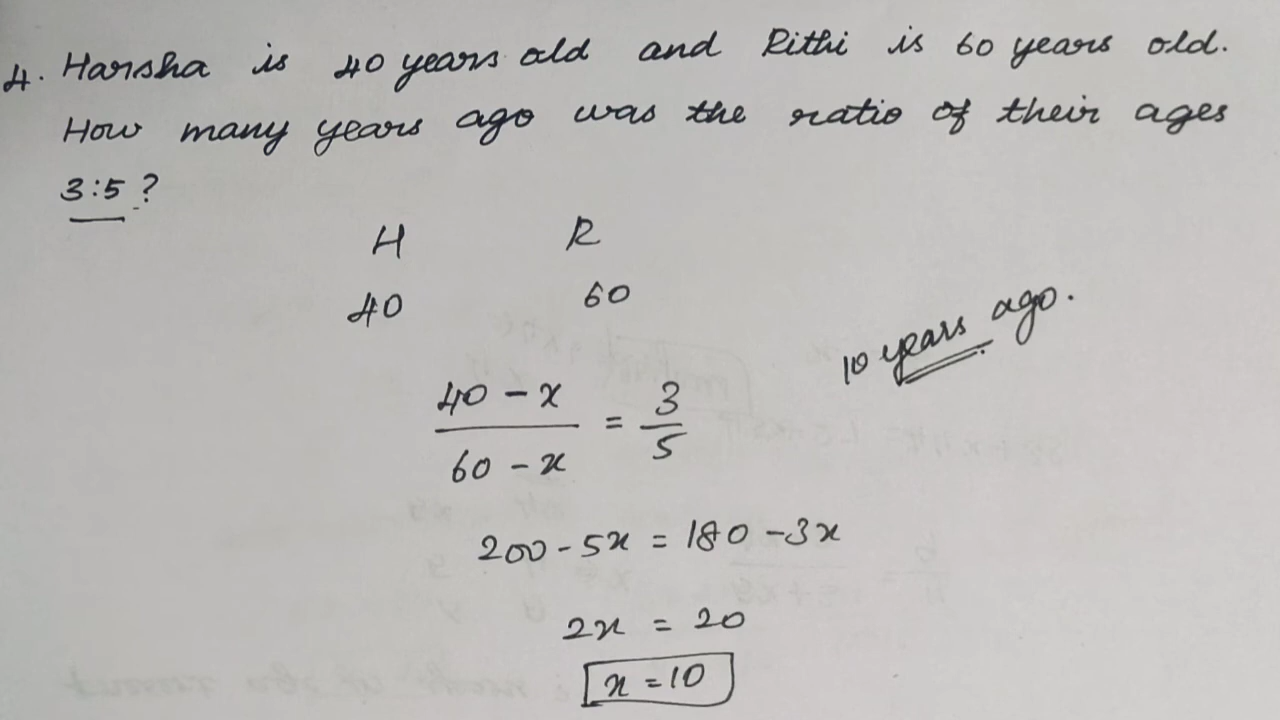 4. Harsha is 40 years old and Rithi is 60 years old.
How many years ago was the ratio of their ages
3:5?
H R
40 60
10 years ago.
40 - x / 60 - x = 3 / 5
200 - 5x = 180 - 3x
2x = 20
x = 10